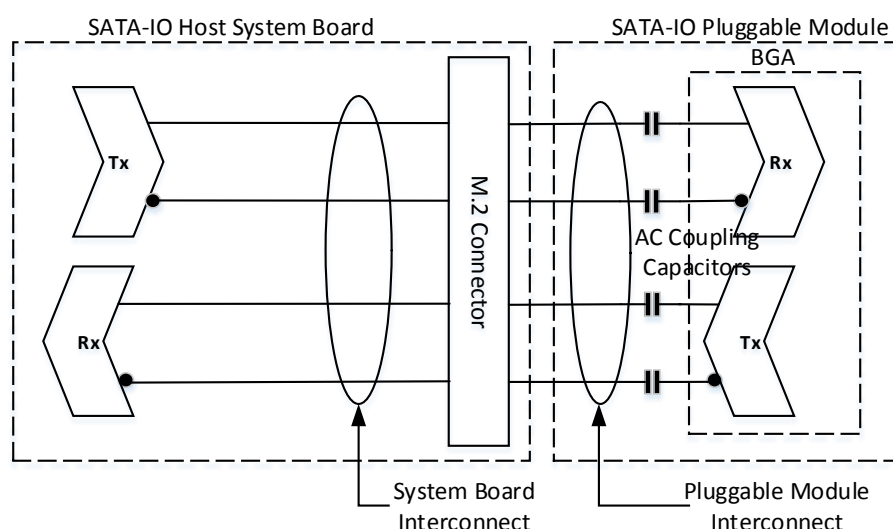 SATA-IO Host System Board
SATA-IO Pluggable Module
BGA
Tx
Rx
M.2 Connector
AC Coupling
Capacitors
Rx
Tx
System Board
Interconnect
Pluggable Module
Interconnect